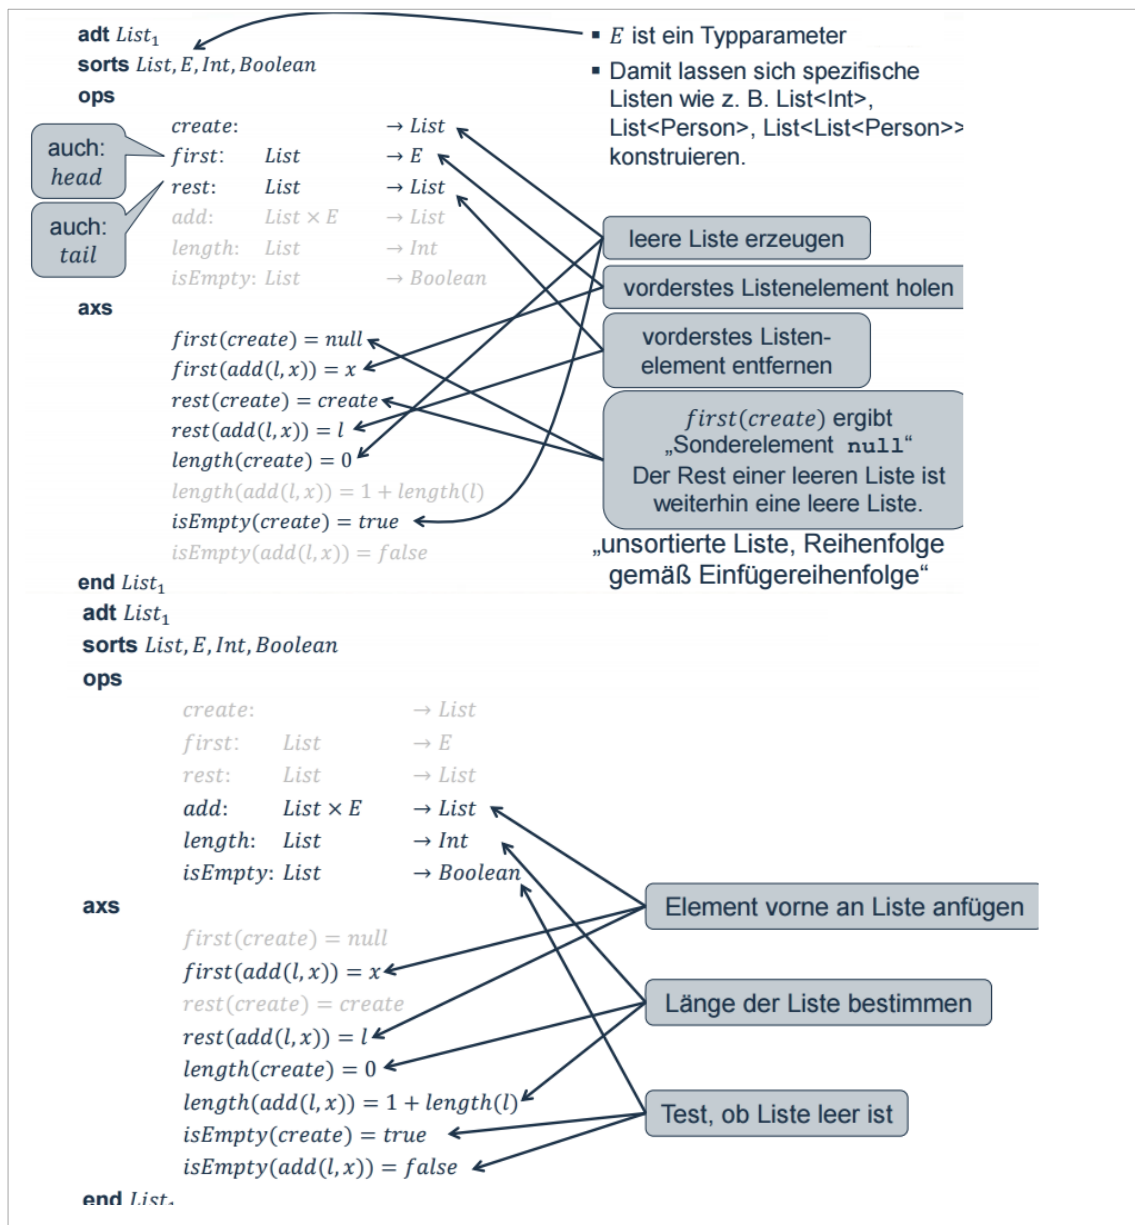 adt List₁
sorts List, E, Int, Boolean
ops
create: → List
first: List → E
rest: List → List
add: List × E → List
length: List → Int
isEmpty: List → Boolean
axs
first(create) = null
first(add(l, x)) = x
rest(create) = create
rest(add(l, x)) = l
length(create) = 0
length(add(l, x)) = 1 + length(l)
isEmpty(create) = true
isEmpty(add(l, x)) = false
end List₁
auch:
head
auch:
tail
▪ E ist ein Typparameter
▪ Damit lassen sich spezifische
Listen wie z. B. List<Int>,
List<Person>, List<List<Person>>
konstruieren.
leere Liste erzeugen
vorderstes Listenelement holen
vorderstes Listen-
element entfernen
first(create) ergibt
„Sonderelement null“
Der Rest einer leeren Liste ist
weiterhin eine leere Liste.
„unsortierte Liste, Reihenfolge
gemäß Einfügereihenfolge“
adt List₁
sorts List, E, Int, Boolean
ops
create: → List
first: List → E
rest: List → List
add: List × E → List
length: List → Int
isEmpty: List → Boolean
axs
first(create) = null
first(add(l, x)) = x
rest(create) = create
rest(add(l, x)) = l
length(create) = 0
length(add(l, x)) = 1 + length(l)
isEmpty(create) = true
isEmpty(add(l, x)) = false
end List₁
Element vorne an Liste anfügen
Länge der Liste bestimmen
Test, ob Liste leer ist